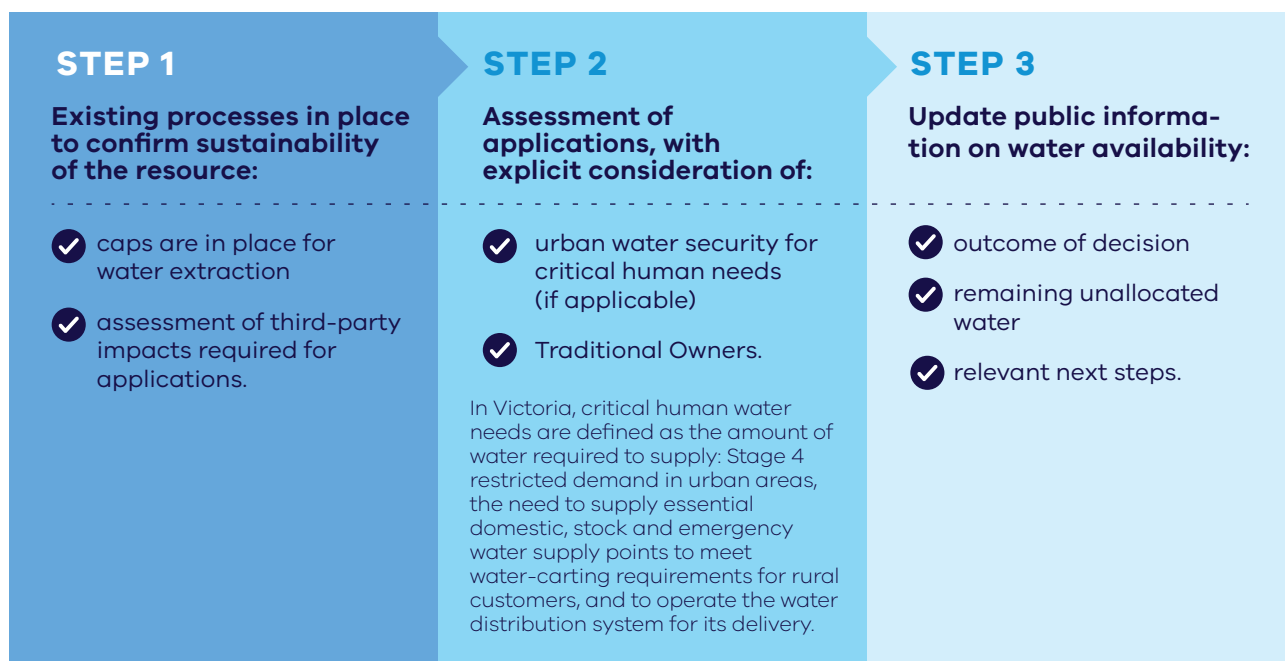 STEP 1
Existing processes in place
to confirm sustainability
of the resource:
caps are in place for
water extraction
assessment of third-party
impacts required for
applications.
STEP 2
Assessment of
applications, with
explicit consideration of:
urban water security for
critical human needs
(if applicable)
Traditional Owners.
In Victoria, critical human water
needs are defined as the amount of
water required to supply: Stage 4
restricted demand in urban areas,
the need to supply essential
domestic, stock and emergency
water supply points to meet
water-carting requirements for rural
customers, and to operate the water
distribution system for its delivery.
STEP 3
Update public informa-
tion on water availability:
outcome of decision
remaining unallocated
water
relevant next steps.